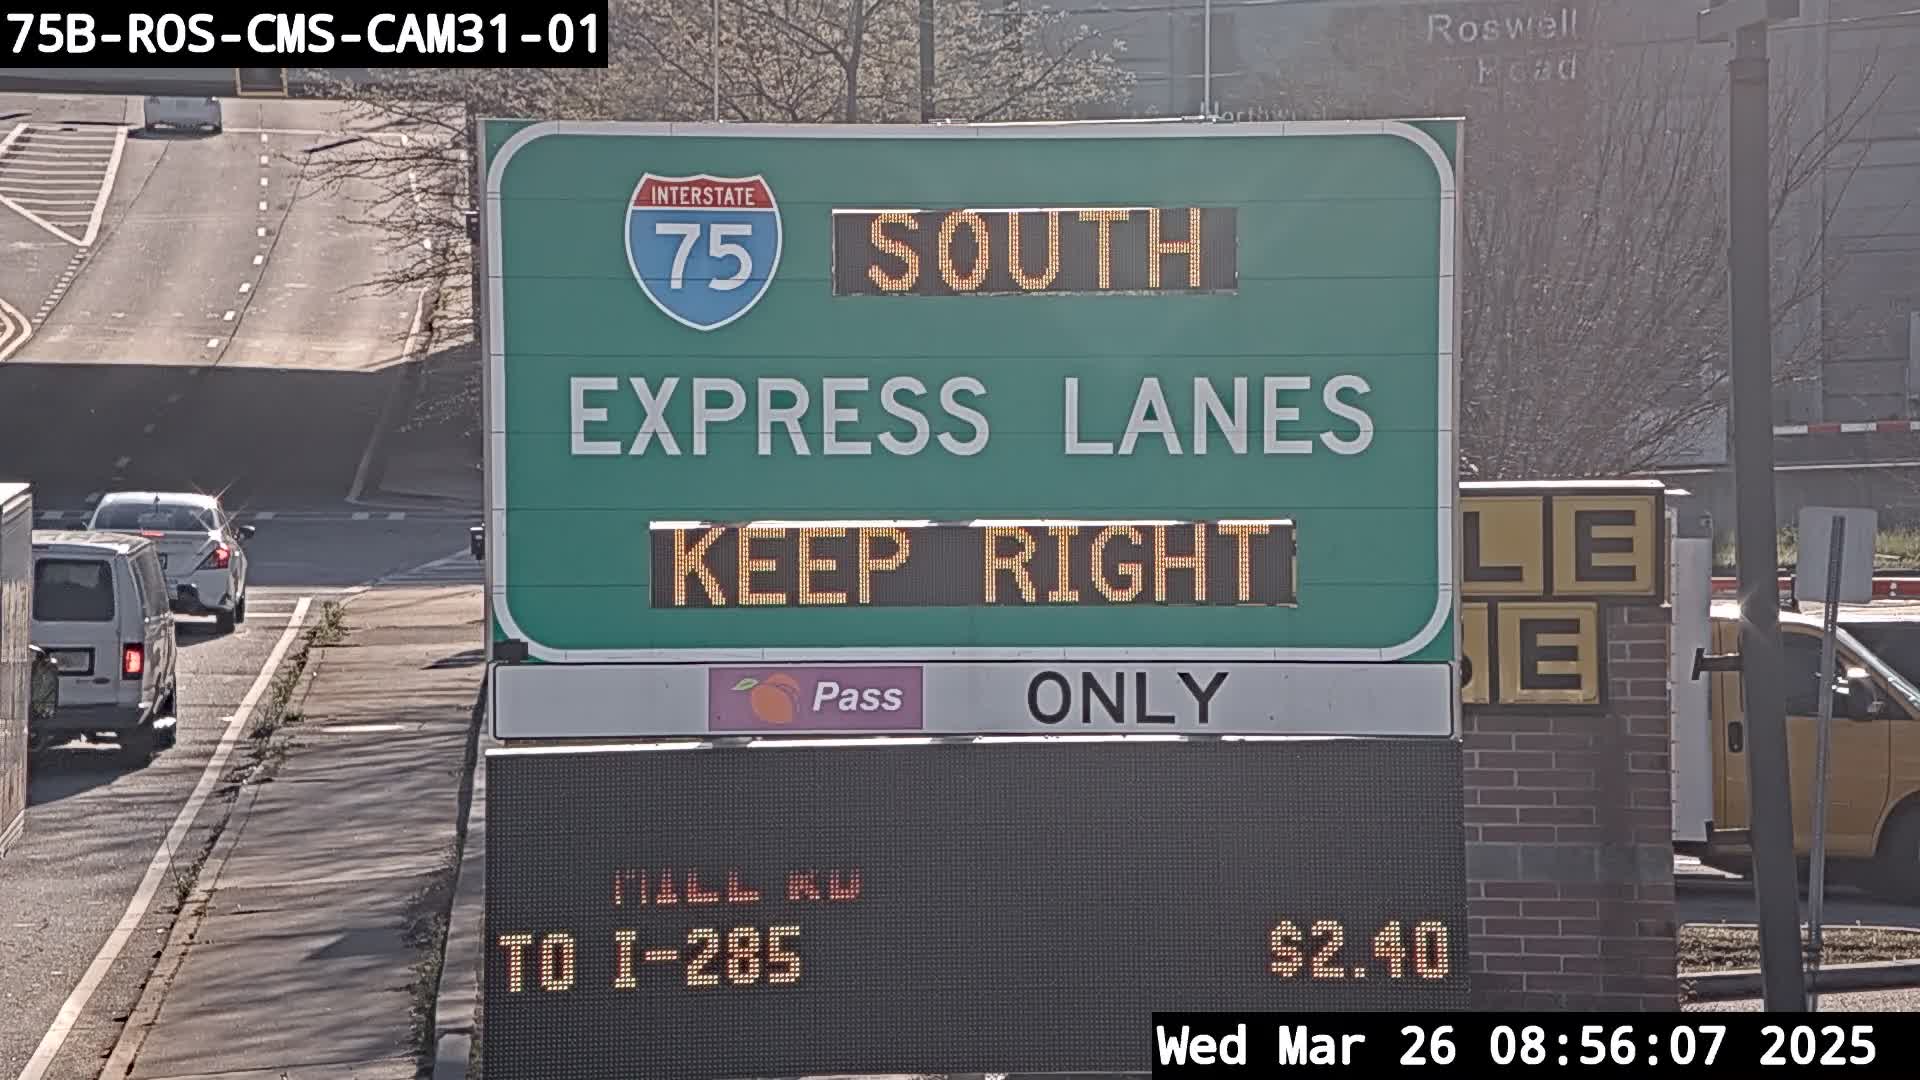 75B-ROS-CMS-CAM31-01
Roswell
Road
INTERSTATE
75
SOUTH
EXPRESS LANES
KEEP RIGHT
LE
E
Pass
ONLY
TO I-285
$2.40
Wed Mar 26 08:56:07 2025